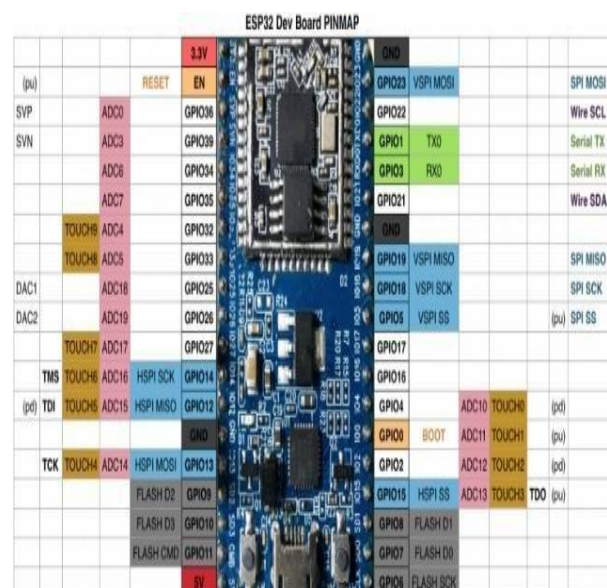 ESP32 Dev Board PINMAP
3.3V GND
(pu) RESET EN GPIO23 VSPI MOSI SPI MOSI
SVP ADC0 GPIO36 GPIO22 Wire SCL
SVN ADC3 GPIO39 GPIO1 TX0 Serial TX
ADC6 GPIO34 GPIO3 RX0 Serial RX
ADC7 GPIO35 GPIO21 Wire SDA
TOUCH9 ADC4 GPIO32 GND
TOUCH8 ADC5 GPIO33 GPIO19 VSPI MISO SPI MISO
DAC1 ADC18 GPIO25 GPIO18 VSPI SCK SPI SCK
DAC2 ADC19 GPIO26 GPIO5 VSPI SS (pu) SPI SS
TOUCH7 ADC17 GPIO27 GPIO17
TMS TOUCH6 ADC16 HSPI SCK GPIO14 GPIO16
(pd) TDI TOUCH5 ADC15 HSPI MISO GPIO12 GPIO4 ADC10 TOUCH0 (pd)
GND GPIO0 BOOT ADC11 TOUCH1 (pu)
TCK TOUCH4 ADC14 HSPI MOSI GPIO13 GPIO2 ADC12 TOUCH2 (pd)
FLASH D2 GPIO9 GPIO15 HSPI SS ADC13 TOUCH3 TDO (pu)
FLASH D3 GPIO10 GPIO8 FLASH D1
FLASH CMD GPIO11 GPIO7 FLASH D0
5V GPIO6 FLASH SCK